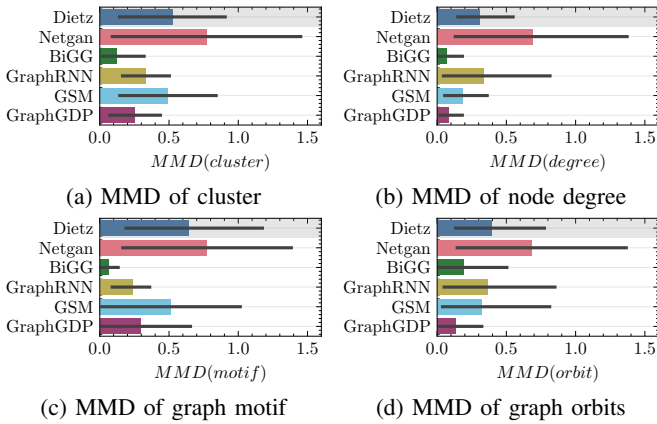 Dietz
Netgan
BiGG
GraphRNN
GSM
GraphGDP
0.0 0.5 1.0 1.5
MMD(cluster)
(a) MMD of cluster
Dietz
Netgan
BiGG
GraphRNN
GSM
GraphGDP
0.0 0.5 1.0 1.5
MMD(degree)
(b) MMD of node degree
Dietz
Netgan
BiGG
GraphRNN
GSM
GraphGDP
0.0 0.5 1.0 1.5
MMD(motif)
(c) MMD of graph motif
Dietz
Netgan
BiGG
GraphRNN
GSM
GraphGDP
0.0 0.5 1.0 1.5
MMD(orbit)
(d) MMD of graph orbits